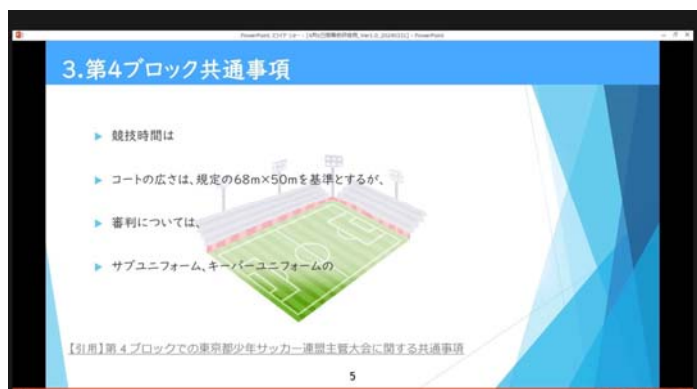 3.第4ブロック共通事項
▶ 競技時間は
▶ コートの広さは、規定の68m×50mを基準とするが、
▶ 審判については、
▶ サブユニフォーム、キーパーユニフォームの
【引用】第4ブロックでの東京都少年サッカー連盟主管大会に関する共通事項
5